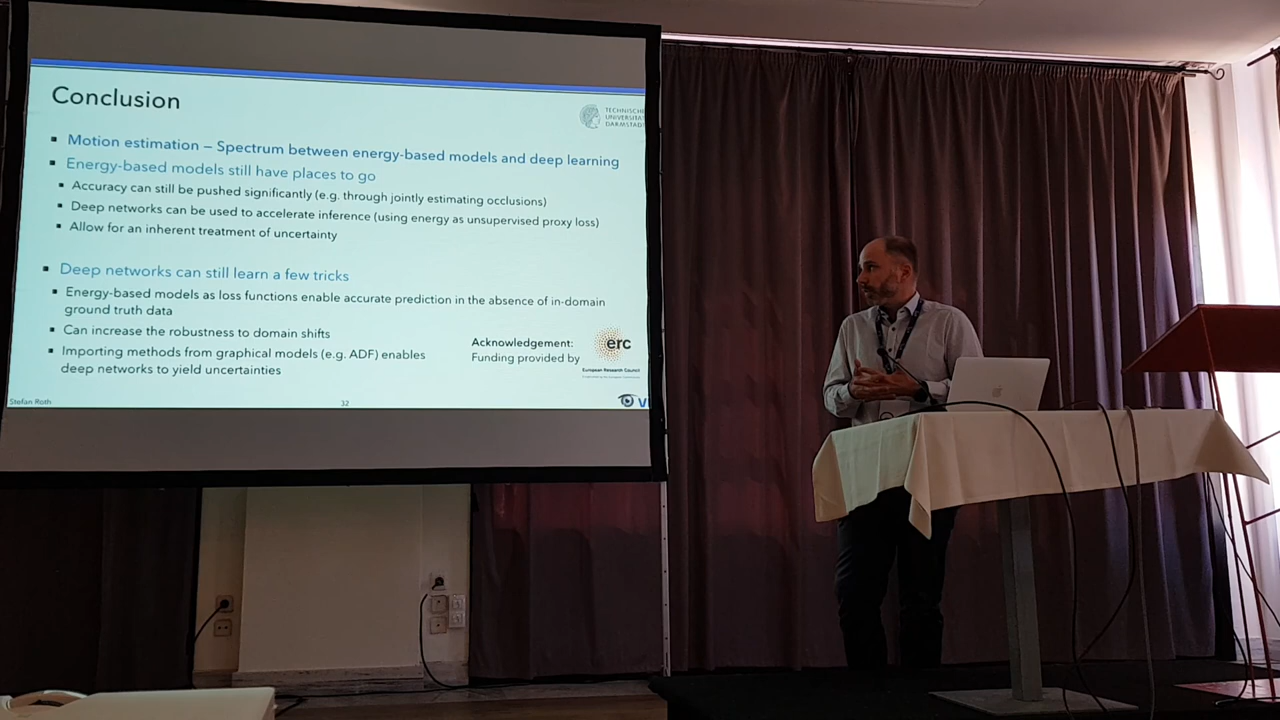 Conclusion
TECHNISCHE
UNIVERSITÄT
DARMSTADT
Motion estimation – Spectrum between energy-based models and deep learning
Energy-based models still have places to go
Accuracy can still be pushed significantly (e.g. through jointly estimating occlusions)
Deep networks can be used to accelerate inference (using energy as unsupervised proxy loss)
Allow for an inherent treatment of uncertainty
Deep networks can still learn a few tricks
Energy-based models as loss functions enable accurate prediction in the absence of in-domain
ground truth data
Can increase the robustness to domain shifts
Importing methods from graphical models (e.g. ADF) enables
deep networks to yield uncertainties
Acknowledgement:
Funding provided by
erc
European Research Council
Stefan Roth
32